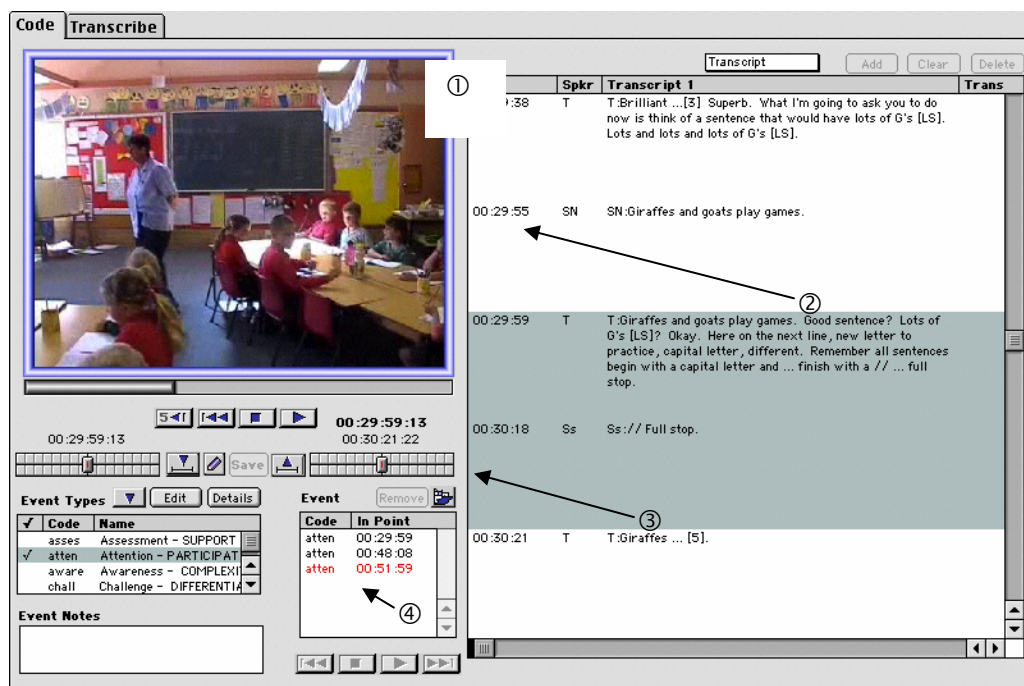 Code Transcribe
①
Transcript Add Clear Delete
Spkr Transcript 1 Trans
:38 T T:Brilliant ...[3] Superb. What I'm going to ask you to do
now is think of a sentence that would have lots of G's [LS].
Lots and lots and lots of G's [LS].
00:29:55 SN SN:Giraffes and goats play games.
②
00:29:59 T T:Giraffes and goats play games. Good sentence? Lots of
G's [LS]? Okay. Here on the next line, new letter to
practice, capital letter, different. Remember all sentences
begin with a capital letter and ... finish with a // ... full
stop.
00:30:18 Ss Ss:// Full stop.
③
00:30:21 T T:Giraffes ... [5].
5
00:29:59:13
00:29:59:13 00:30:21:22
Save
Event Types Edit Details
✓ Code Name
asses Assessment - SUPPORT
✓ atten Attention - PARTICIPAT
aware Awareness - COMPLEXI
chall Challenge - DIFFERENTIA
Event Notes
Event Remove
Code In Point
atten 00:29:59
atten 00:48:08
atten 00:51:59
④